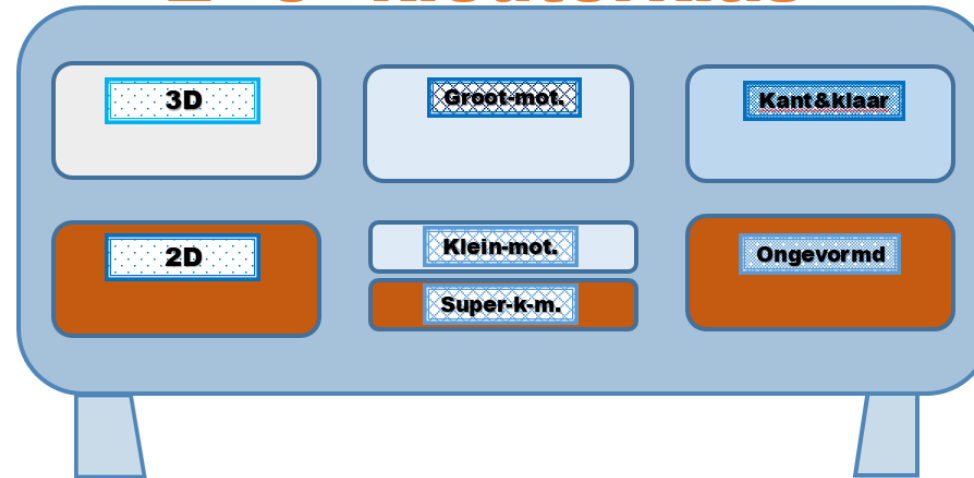 3D
Groot-mot.
Kant&klaar
2D
Klein-mot.
Super-k-m.
Ongevormd